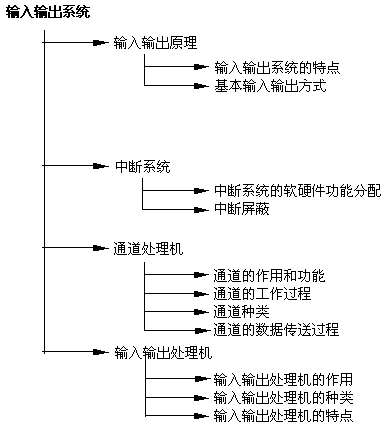 输入输出系统
输入输出原理
输入输出系统的特点
基本输入输出方式
中断系统
中断系统的软硬件功能分配
中断屏蔽
通道处理机
通道的作用和功能
通道的工作过程
通道种类
通道的数据传送过程
输入输出处理机
输入输出处理机的作用
输入输出处理机的种类
输入输出处理机的特点